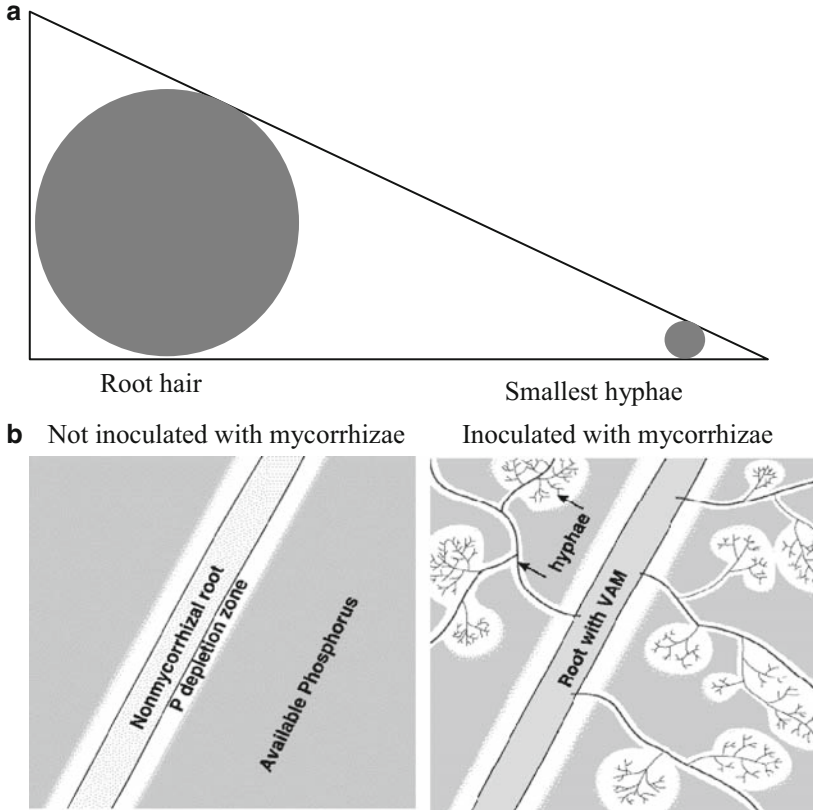 a
Root hair
Smallest hyphae
b Not inoculated with mycorrhizae
Inoculated with mycorrhizae
Nonmycorrhizal root
P depletion zone
Available Phosphorus
hyphae
Root with VAM